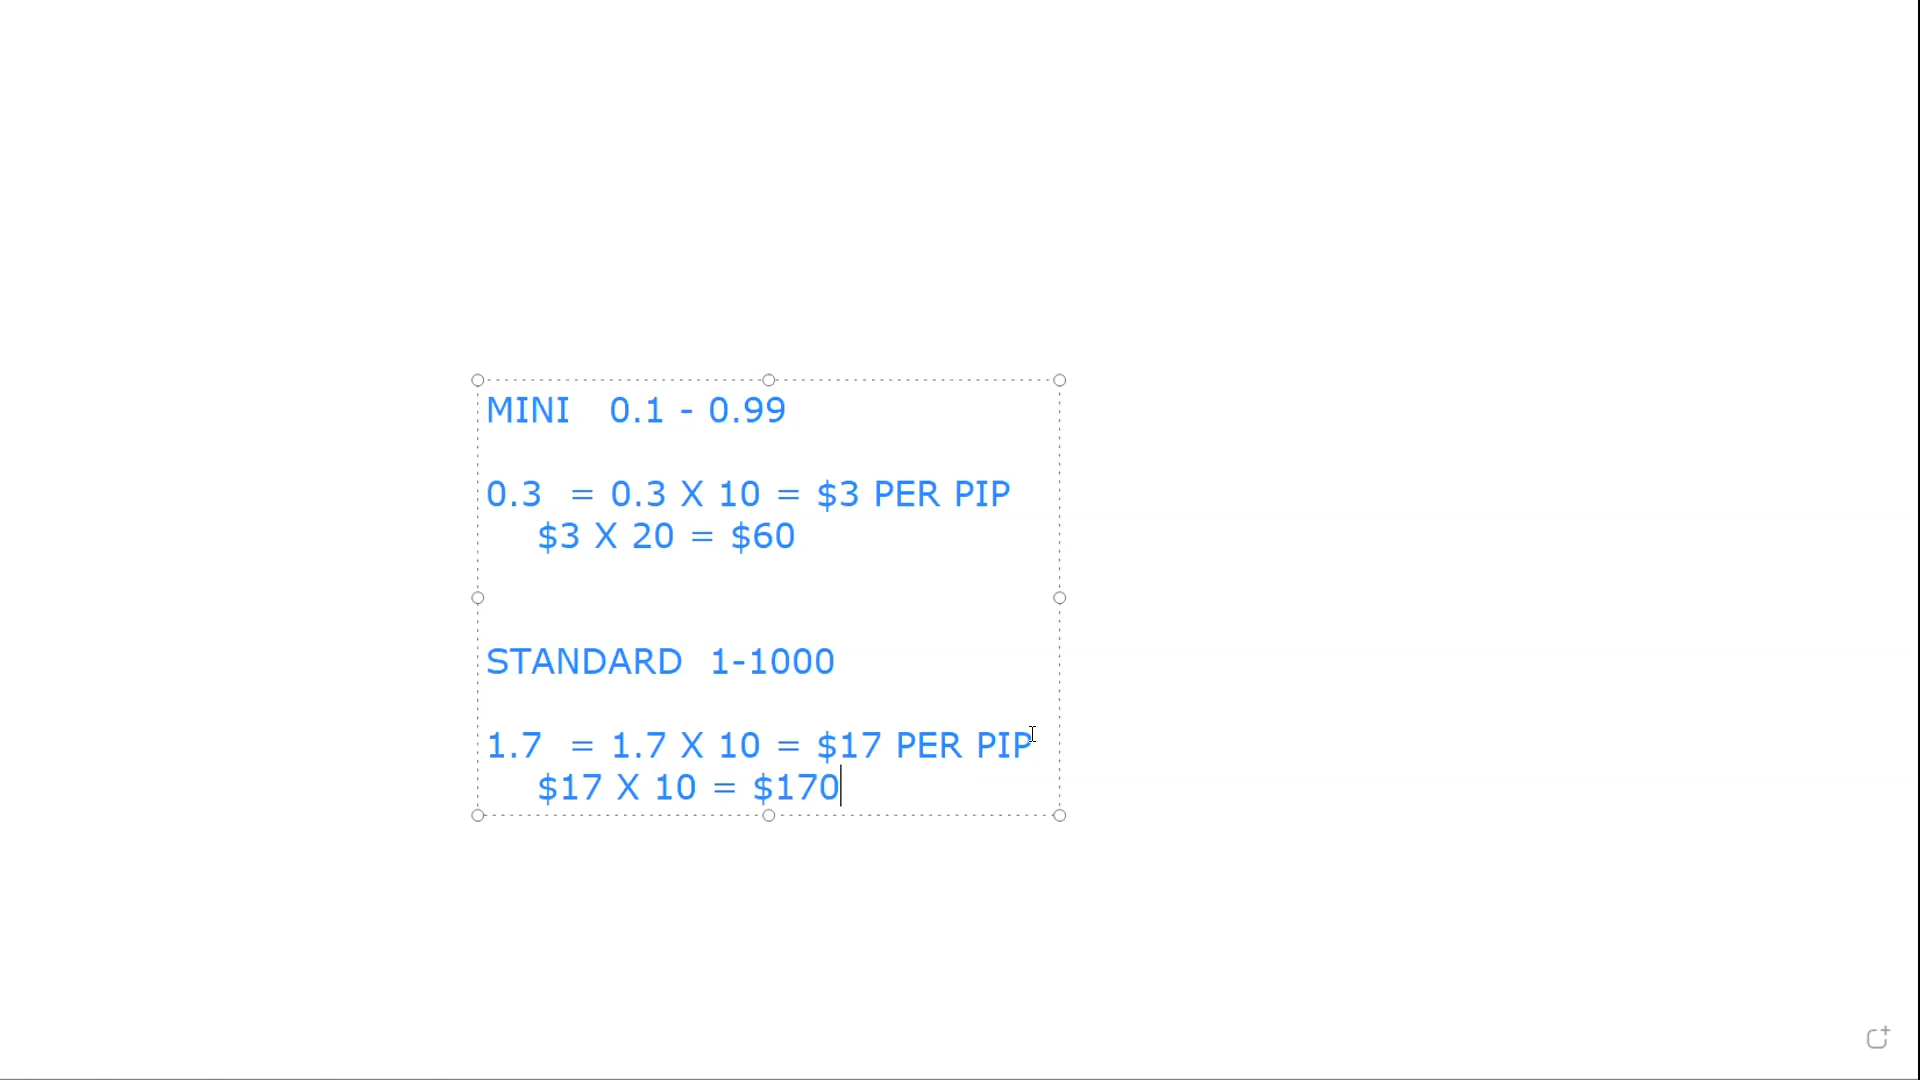 MINI 0.1 - 0.99
0.3 = 0.3 X 10 = $3 PER PIP
$3 X 20 = $60
STANDARD 1-1000
1.7 = 1.7 X 10 = $17 PER PIP
$17 X 10 = $170